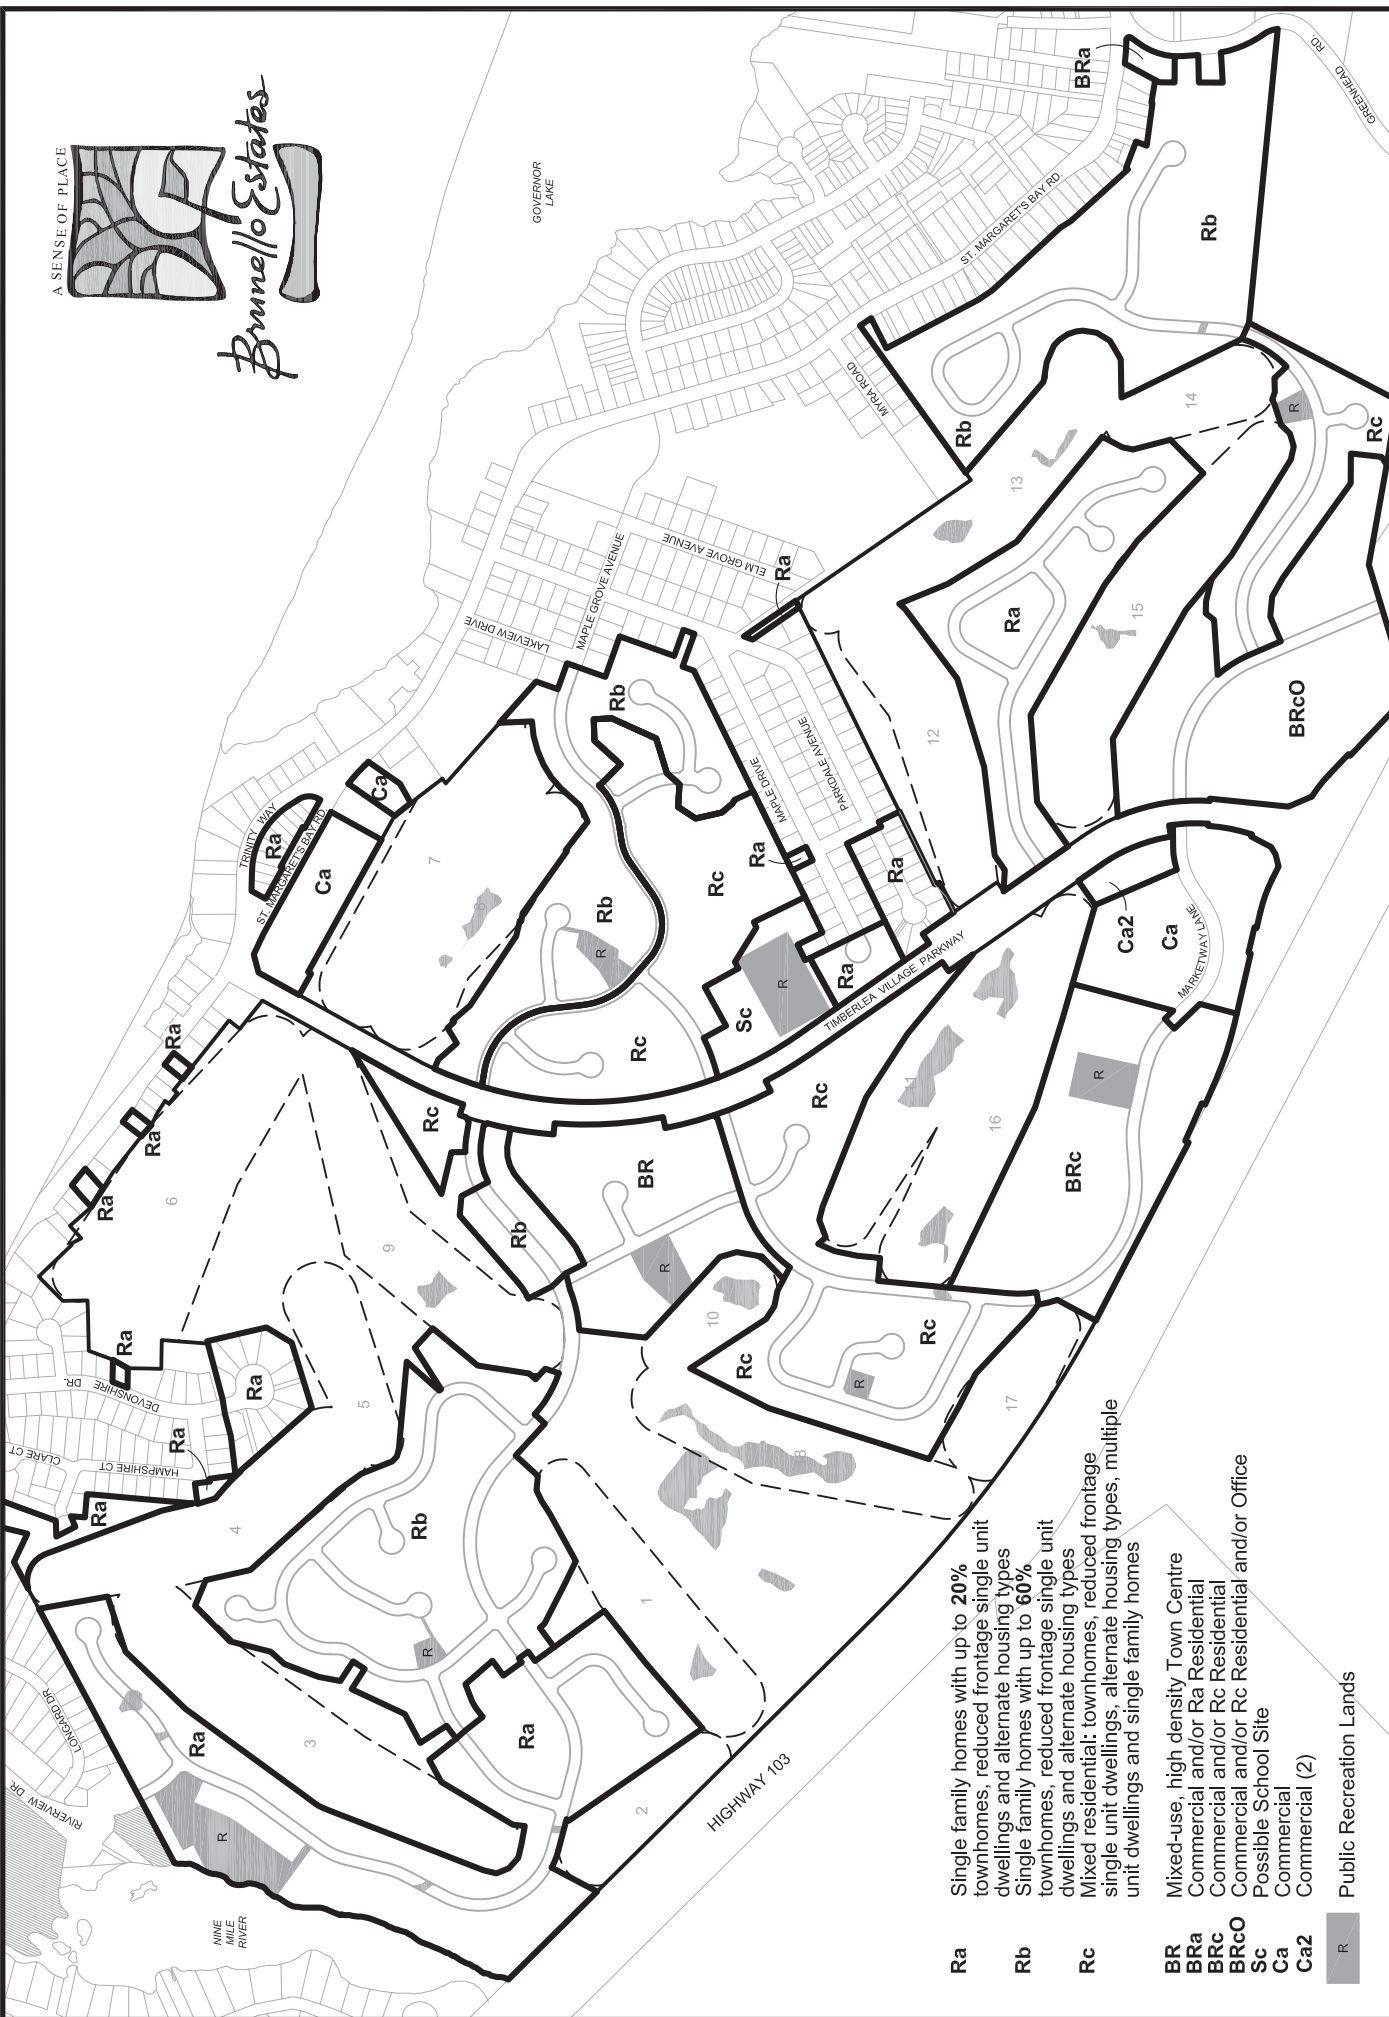 A SENSE OF PLACE
Brunello Estates
GOVERNOR
LAKE
GREENHEAD
RD.
BRa
Rb
ST. MARGARET'S BAY RD.
MYRA ROAD
Rb
13
14
R
Rc
ELM GROVE AVENUE
MAPLE GROVE AVENUE
LAKEVIEW DRIVE
Ra
Ra
15
12
BRcO
Rb
PARKDALE AVENUE
MAPLE DRIVE
Ra
Ra
Ra
TRINITY WAY
Ra
ST. MARGARET'S BAY RD.
Ca
Ca
7
8
Rb
R
Rc
Rc
Sc
R
TIMBERLEA VILLAGE PARKWAY
Ca2
Ca
MARKETWAY LANE
Ra
Ra
Ra
6
Rc
Rb
BR
R
Rc
11
16
R
BRc
9
10
Ra
DEVONSHIRE
DR.
Ra
5
Ra
HAMPSHIRE CT
CLARE CT
Ra
4
Rb
R
Rc
R
Rc
17
8
1
Ra
3
Ra
2
HIGHWAY 103
LONGARD DR.
RIVERVIEW DR.
R
NINE
MILE
RIVER
Ra Single family homes with up to 20%
townhomes, reduced frontage single unit
dwellings and alternate housing types
Rb Single family homes with up to 60%
townhomes, reduced frontage single unit
dwellings and alternate housing types
Rc Mixed residential: townhomes, reduced frontage
single unit dwellings, alternate housing types, multiple
unit dwellings and single family homes
BR Mixed-use, high density Town Centre
BRa Commercial and/or Ra Residential
BRc Commercial and/or Rc Residential
BRcO Commercial and/or Rc Residential and/or Office
Sc Possible School Site
Ca Commercial
Ca2 Commercial (2)
R Public Recreation Lands